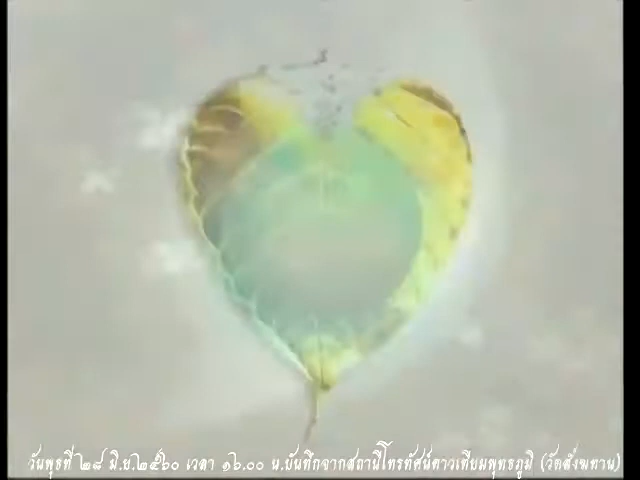 วันพุธที่ ๒๘ มิ.ย.๒๕๖๐ เวลา ๑๖.๐๐ น.บันทึกจากสถานีโทรทัศน์ดาวเทียมพุทธภูมิ (วัดสังฆทาน)